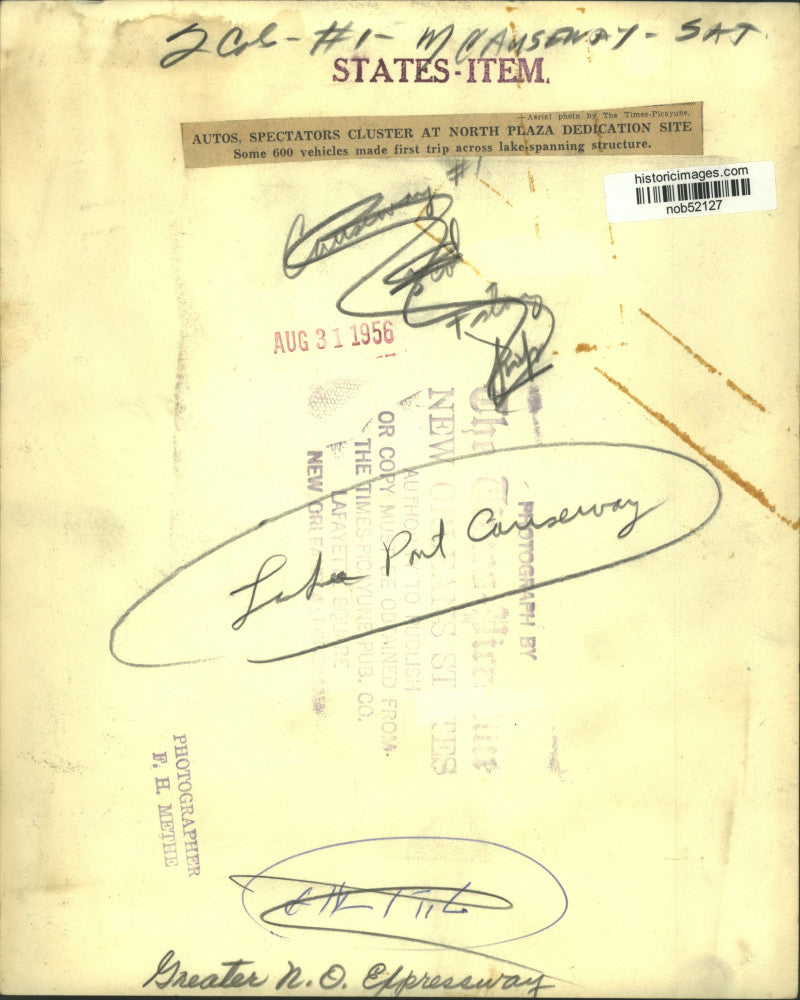 2 Col - #1 - M CAUSEWAY - SAT
STATES-ITEM
—Aerial photo by The Times-Picayune.
AUTOS, SPECTATORS CLUSTER AT NORTH PLAZA DEDICATION SITE
Some 600 vehicles made first trip across lake-spanning structure.
historicimages.com
nob52127
#1
Causeway
AUG 31 1956
PHOTOGRAPH BY
NEW ORLEANS STATES
AUTHORITY TO PUBLISH
OR COPY MUST BE OBTAINED FROM
THE TIMES-PICAYUNE PUB. CO.
LAFAYETTE SQUARE
NEW ORLEANS
Lake Pont Causeway
PHOTOGRAPHER
F. H. METHE
Greater N. O. Expressway